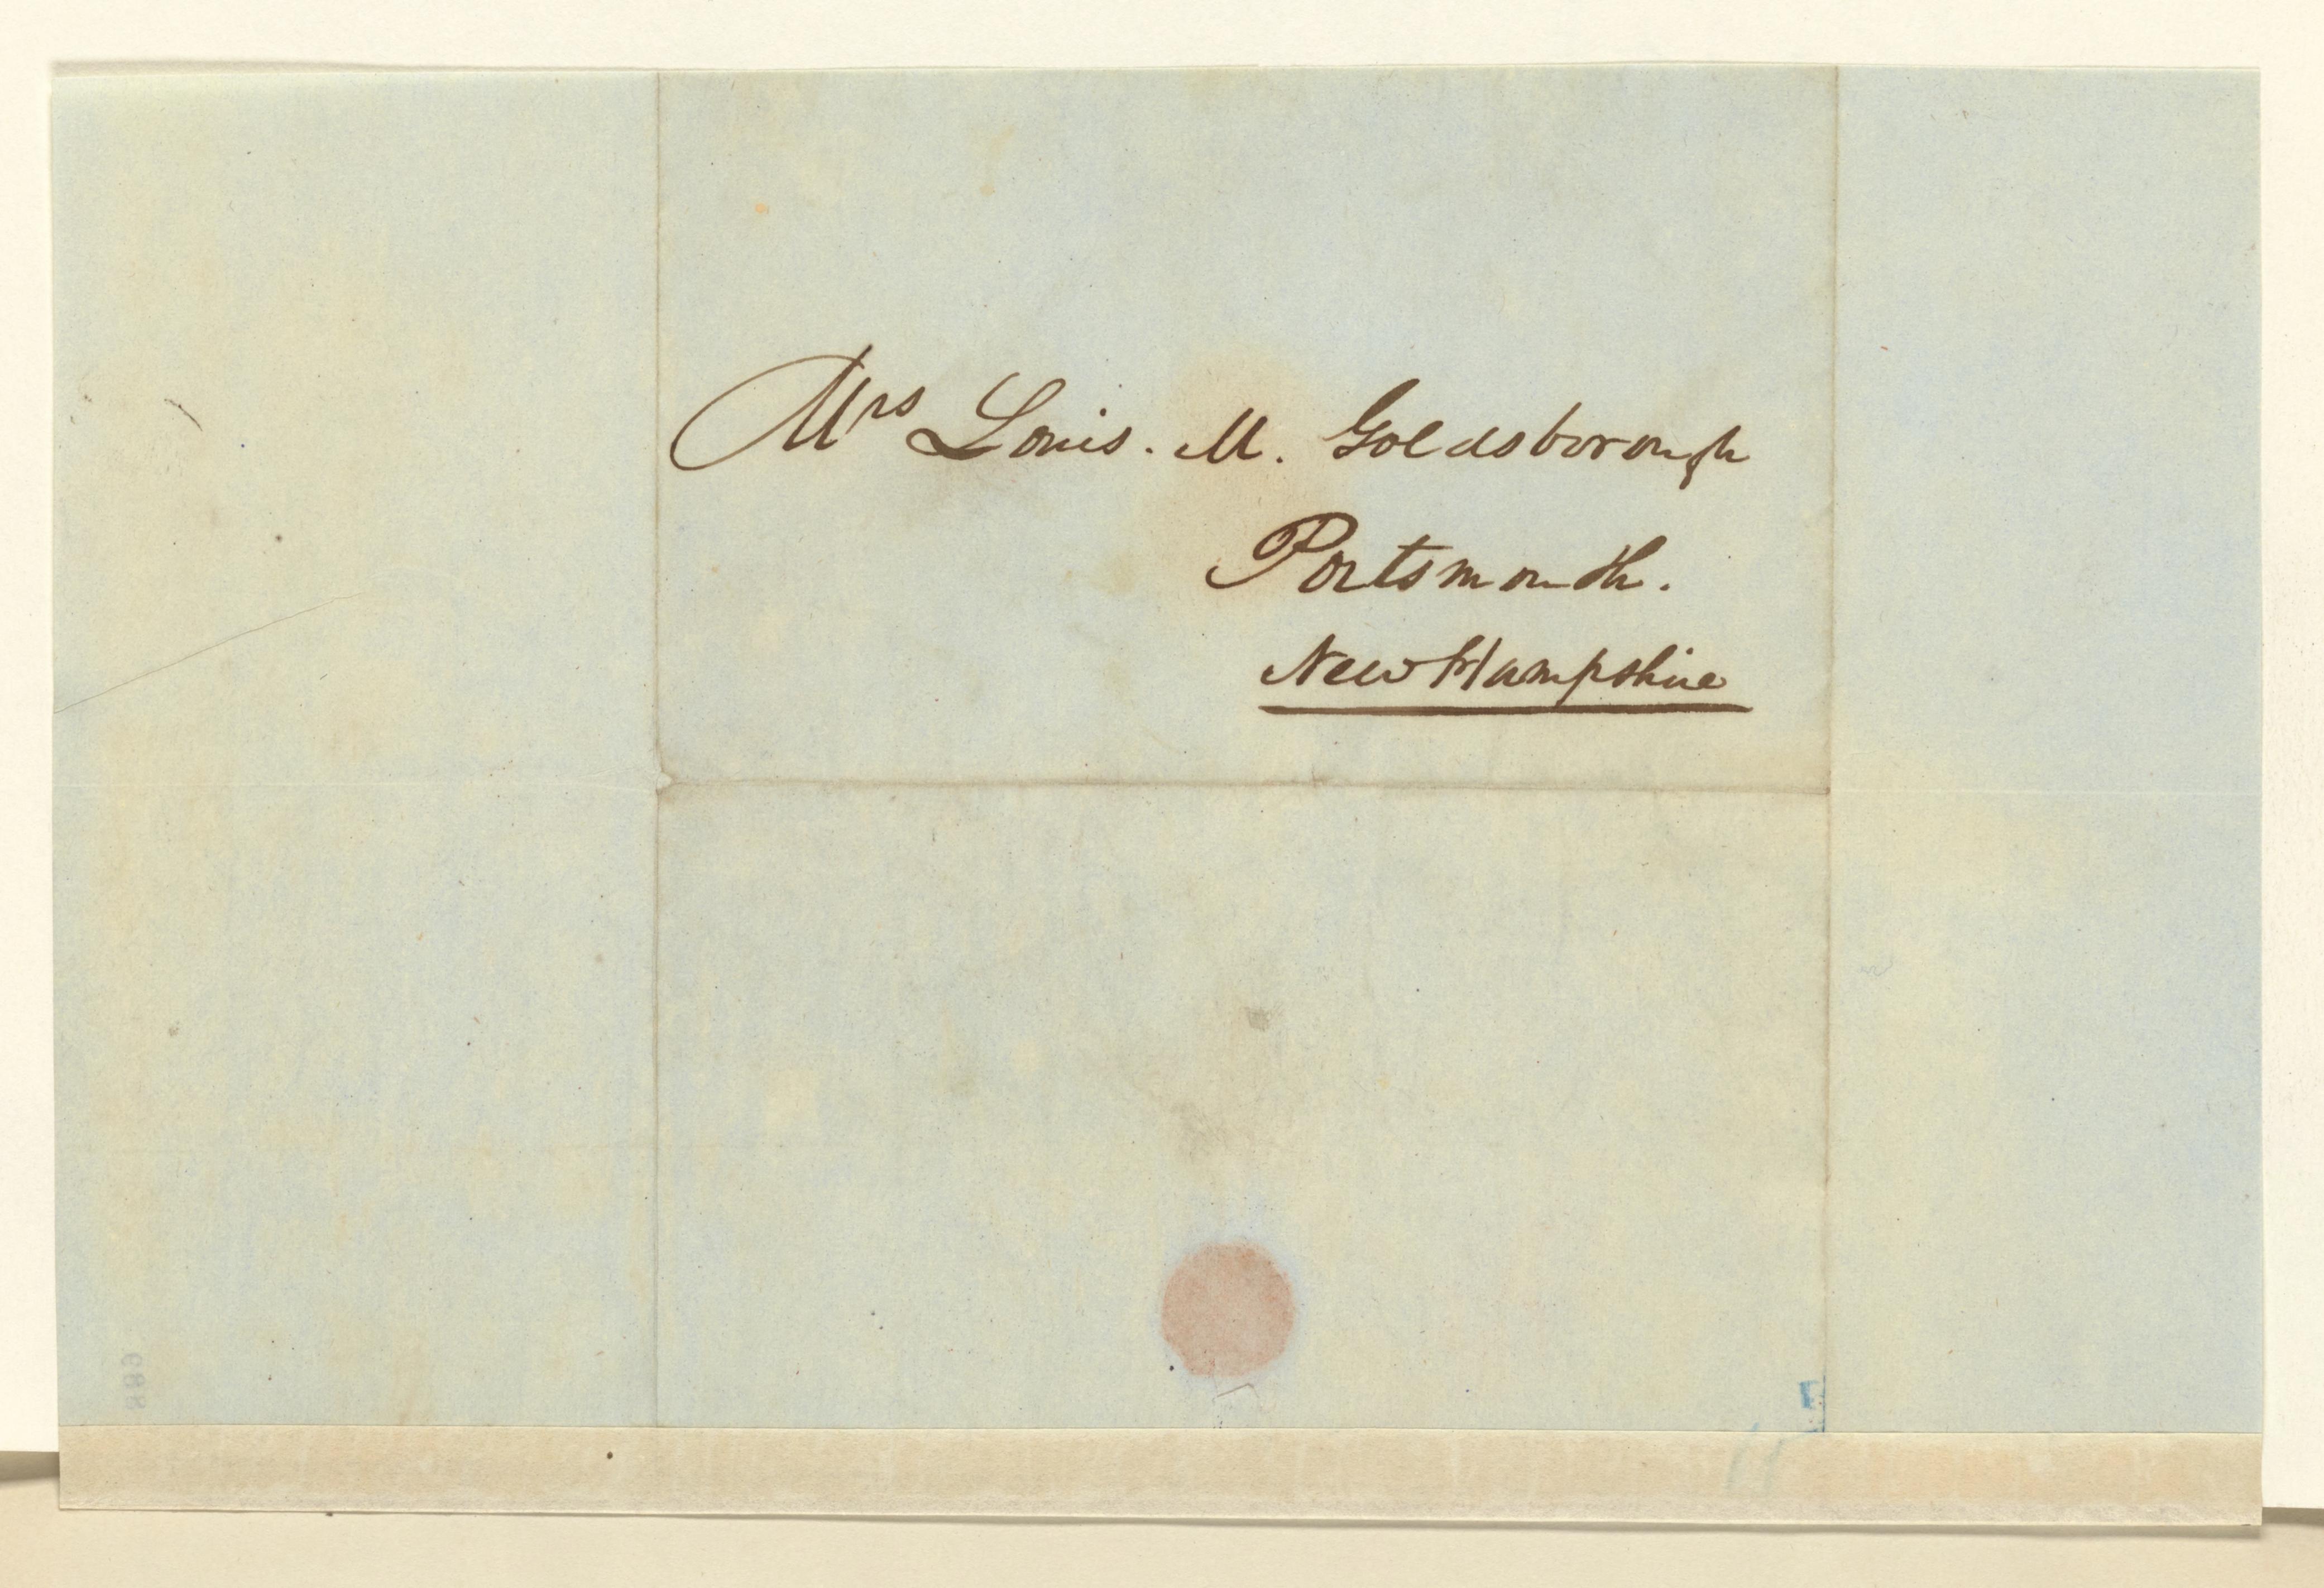 Mrs Louis. M. Goldsborough
Portsmouth.
New Hampshire